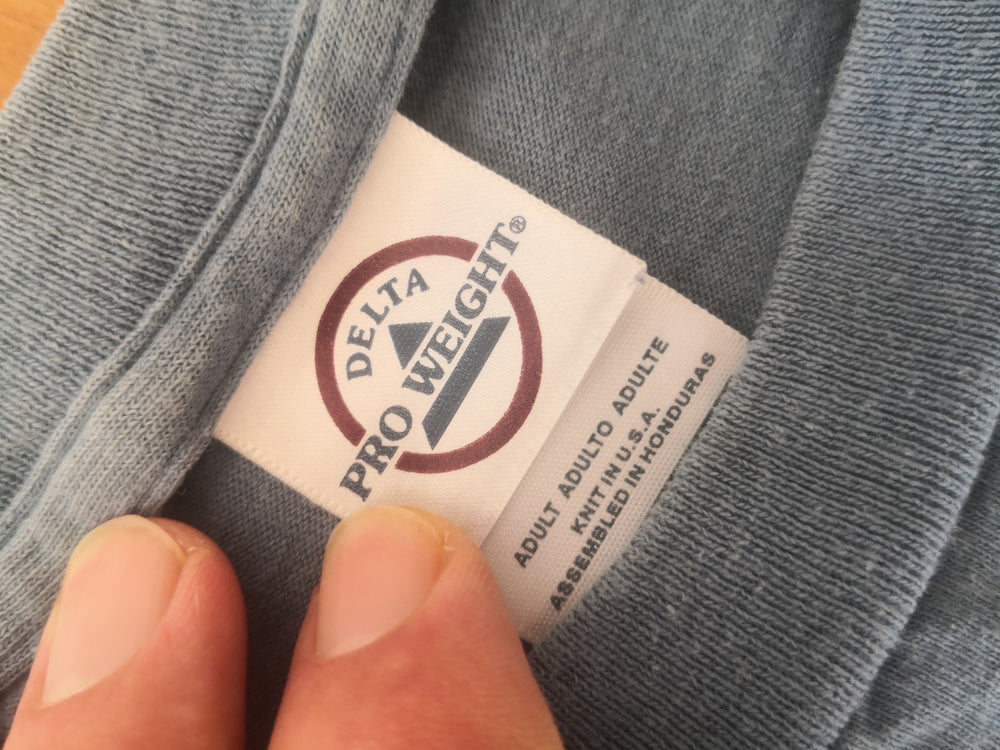 DELTA
PRO WEIGHT®
ADULT ADULTO ADULTE
KNIT IN U.S.A.
ASSEMBLED IN HONDURAS